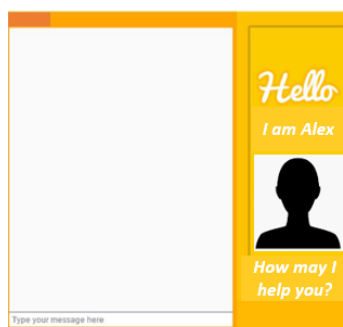 Hello
I am Alex
How may I
help you?
Type your message here